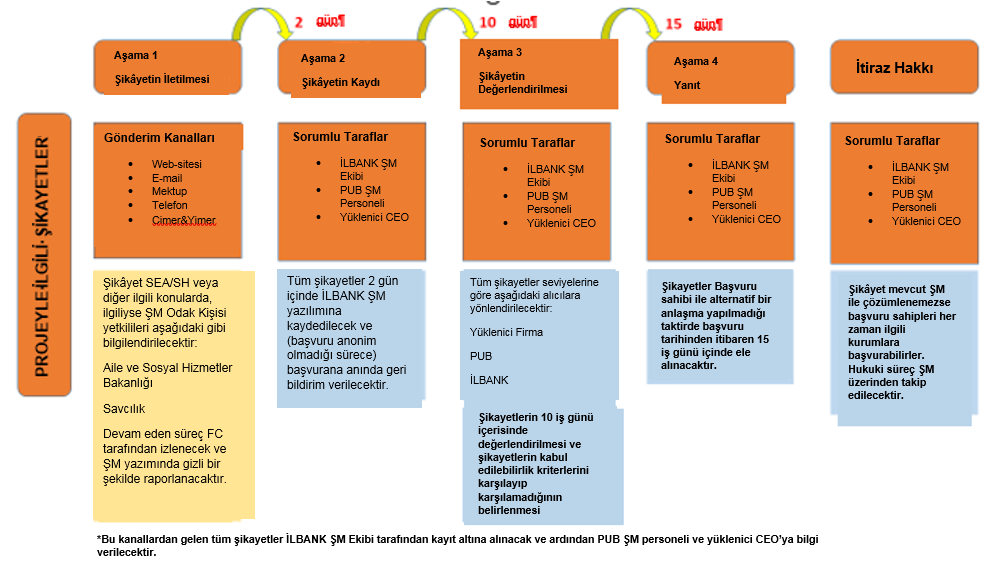 2 gün¶
10 gün¶
15 gün¶
PROJEYLE·İLGİLİ·ŞİKAYETLER
Aşama 1
Şikâyetin İletilmesi
Gönderim Kanalları
• Web-sitesi
• E-mail
• Mektup
• Telefon
• Cimer&Yimer
Şikâyet SEA/SH veya
diğer ilgili konularda,
ilgiliyse ŞM Odak Kişisi
yetkilileri aşağıdaki gibi
bilgilendirilecektir:
Aile ve Sosyal Hizmetler
Bakanlığı
Savcılık
Devam eden süreç FC
tarafından izlenecek ve
ŞM yazımında gizli bir
şekilde raporlanacaktır.
Aşama 2
Şikâyetin Kaydı
Sorumlu Taraflar
• İLBANK ŞM
Ekibi
• PUB ŞM
Personeli
• Yüklenici CEO
Tüm şikayetler 2 gün
içinde İLBANK ŞM
yazılımına
kaydedilecek ve
(başvuru anonim
olmadığı sürece)
başvurana anında geri
bildirim verilecektir.
Aşama 3
Şikâyetin
Değerlendirilmesi
Sorumlu Taraflar
• İLBANK ŞM
Ekibi
• PUB ŞM
Personeli
• Yüklenici CEO
Tüm şikayetler seviyelerine
göre aşağıdaki alıcılara
yönlendirilecektir:
Yüklenici Firma
PUB
İLBANK
Şikayetlerin 10 iş günü
içerisinde
değerlendirilmesi ve
şikayetlerin kabul
edilebilirlik kriterlerini
karşılayıp
karşılamadığının
belirlenmesi
Aşama 4
Yanıt
Sorumlu Taraflar
• İLBANK ŞM
Ekibi
• PUB ŞM
Personeli
• Yüklenici CEO
Şikayetler Başvuru
sahibi ile alternatif bir
anlaşma yapılmadığı
taktirde başvuru
tarihinden itibaren 15
iş günü içinde ele
alınacaktır.
İtiraz Hakkı
Sorumlu Taraflar
• İLBANK ŞM
Ekibi
• PUB ŞM
Personeli
• Yüklenici CEO
Şikâyet mevcut ŞM
ile çözümlenemezse
başvuru sahipleri her
zaman ilgili
kurumlara
başvurabilirler.
Hukuki süreç ŞM
üzerinden takip
edilecektir.
*Bu kanallardan gelen tüm şikayetler İLBANK ŞM Ekibi tarafından kayıt altına alınacak ve ardından PUB ŞM personeli ve yüklenici CEO'ya bilgi
verilecektir.